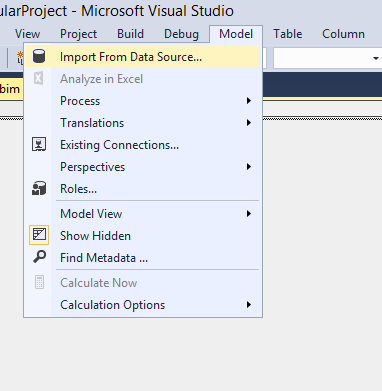 ularProject - Microsoft Visual Studio
View Project Build Debug Model Table Column
bim
Import From Data Source...
Analyze in Excel
Process
Translations
Existing Connections...
Perspectives
Roles...
Model View
Show Hidden
Find Metadata ...
Calculate Now
Calculation Options